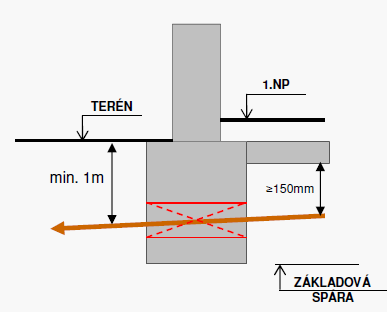 1.NP
TERÉN
min. 1m
≥150mm
ZÁKLADOVÁ
SPÁRA